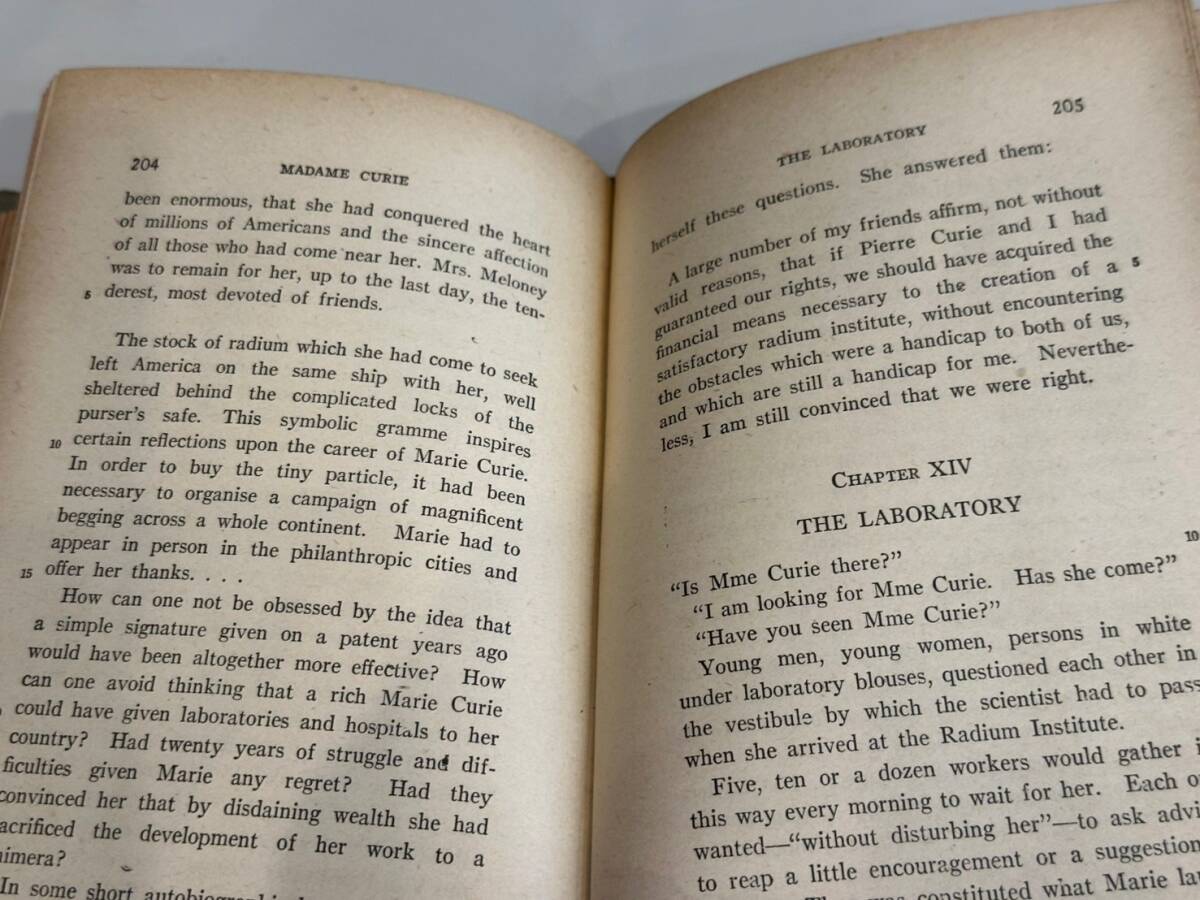 204
MADAME CURIE
been enormous, that she had conquered the heart
of millions of Americans and the sincere affection
of all those who had come near her. Mrs. Meloney
was to remain for her, up to the last day, the ten-
5 derest, most devoted of friends.
The stock of radium which she had come to seek
left America on the same ship with her, well
sheltered behind the complicated locks of the
purser's safe. This symbolic gramme inspires
10 certain reflections upon the career of Marie Curie.
In order to buy the tiny particle, it had been
necessary to organise a campaign of magnificent
begging across a whole continent. Marie had to
appear in person in the philanthropic cities and
15 offer her thanks. . . .
How can one not be obsessed by the idea that
a simple signature given on a patent years ago
would have been altogether more effective? How
can one avoid thinking that a rich Marie Curie
could have given laboratories and hospitals to her
country? Had twenty years of struggle and dif-
ficulties given Marie any regret? Had they
convinced her that by disdaining wealth she had
acrificed the development of her work to a
imera?
In some short
205
THE LABORATORY
herself these questions. She answered them:
A large number of my friends affirm, not without
valid reasons, that if Pierre Curie and I had
guaranteed our rights, we should have acquired the
financial means necessary to the creation of a 5
satisfactory radium institute, without encountering
the obstacles which were a handicap to both of us,
and which are still a handicap for me. Neverthe-
less, I am still convinced that we were right.
CHAPTER XIV
THE LABORATORY
"Is Mme Curie there?" 10
"I am looking for Mme Curie. Has she come?"
"Have you seen Mme Curie?"
Young men, young women, persons in white
under laboratory blouses, questioned each other in
the vestibule by which the scientist had to pass
when she arrived at the Radium Institute.
Five, ten or a dozen workers would gather i
this way every morning to wait for her. Each o
wanted—"without disturbing her"—to ask advi
to reap a little encouragement or a suggestion
was constituted what Marie la